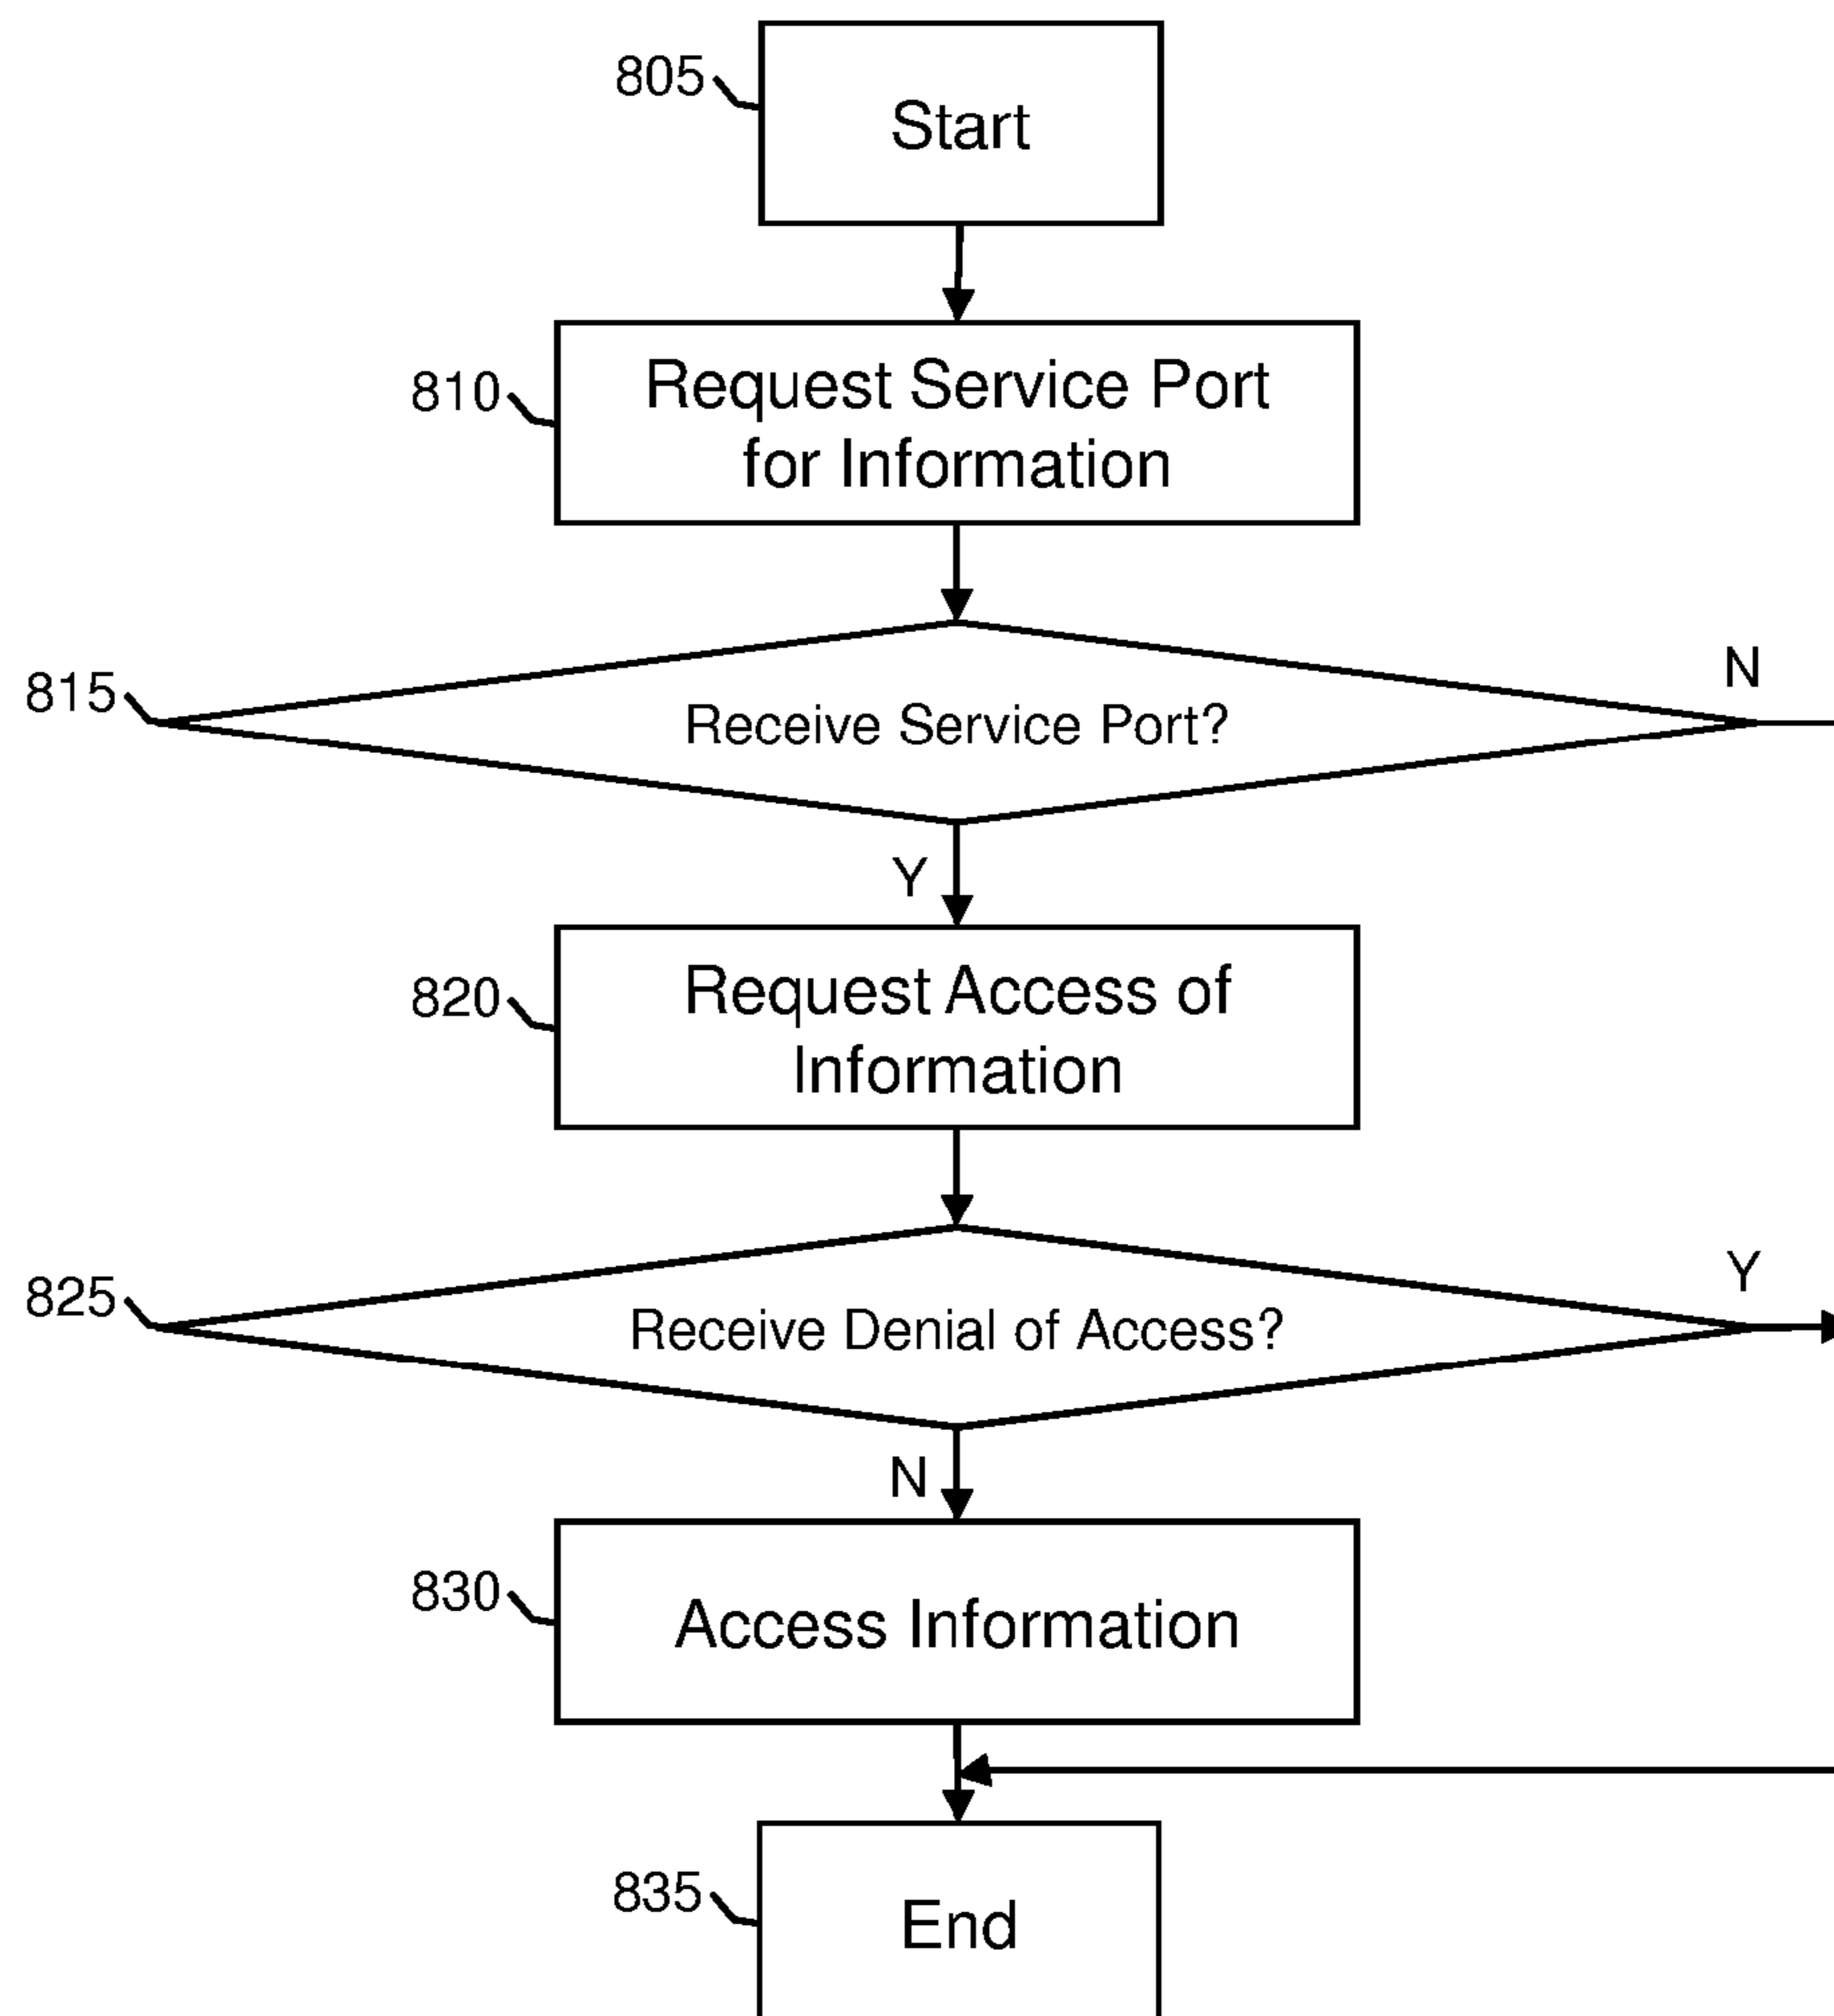 805
Start
810
Request Service Port
for Information
815
Receive Service Port?
N
Y
820
Request Access of
Information
825
Receive Denial of Access?
Y
N
830
Access Information
835
End